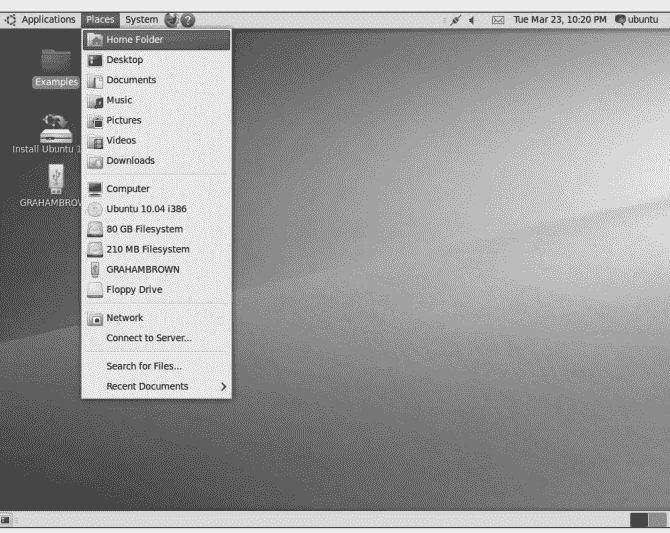 Applications Places System Tue Mar 23, 10:20 PM ubuntu
Home Folder
Desktop
Documents
Music
Pictures
Videos
Downloads
Computer
Ubuntu 10.04 i386
80 GB Filesystem
210 MB Filesystem
GRAHAMBROWN
Floppy Drive
Network
Connect to Server...
Search for Files...
Recent Documents
Examples
Install Ubuntu 1
GRAHAMBROW